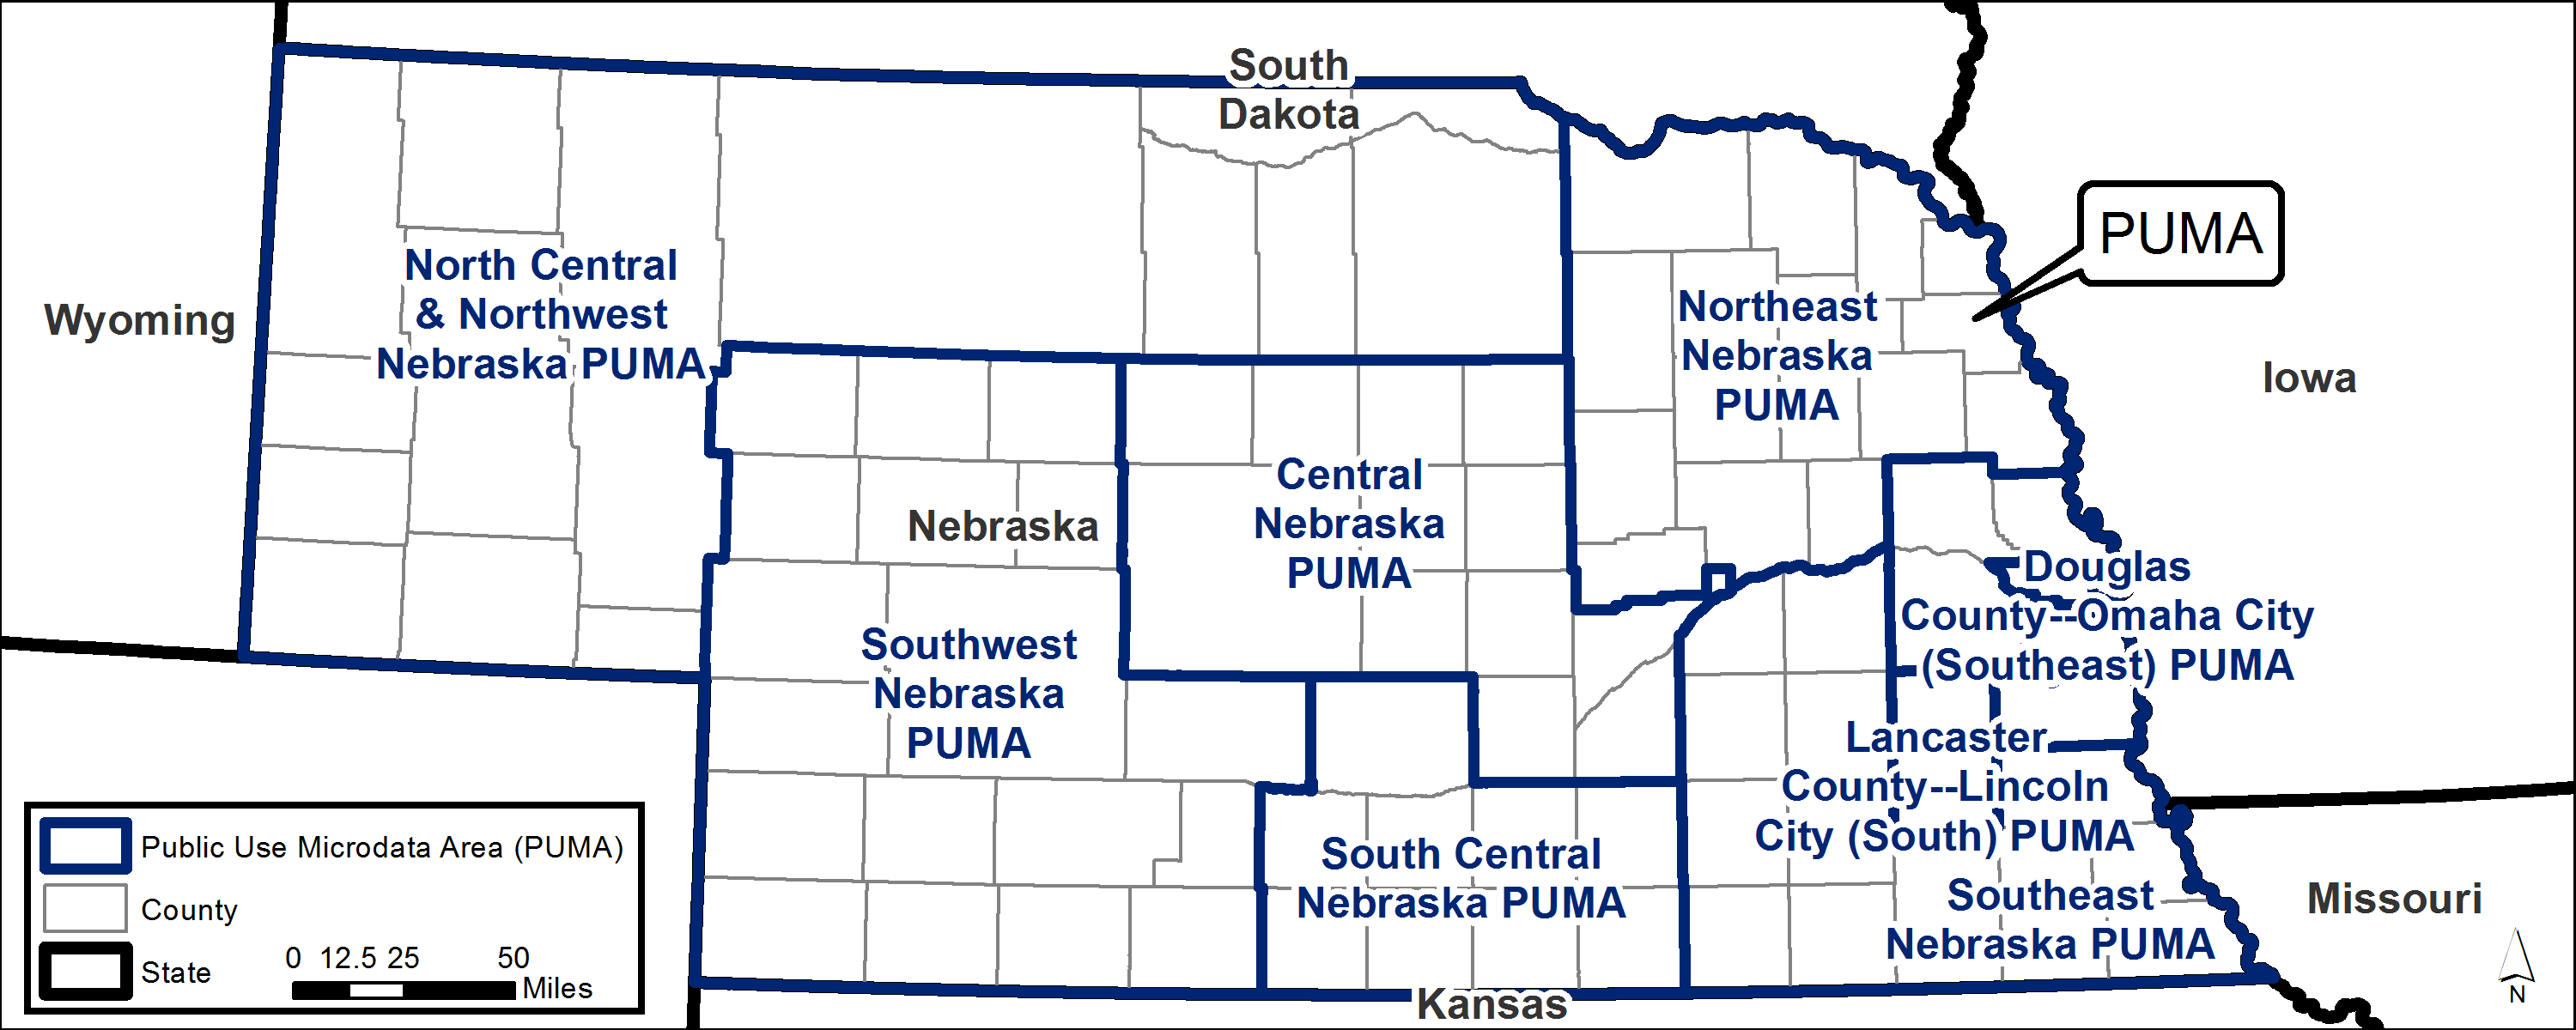 South
Dakota
PUMA
North Central
& Northwest
Nebraska PUMA
Northeast
Nebraska
PUMA
Wyoming
Iowa
Central
Nebraska
PUMA
Nebraska
Douglas
County--Omaha City
(Southeast) PUMA
Southwest
Nebraska
PUMA
Lancaster
County--Lincoln
City (South) PUMA
South Central
Nebraska PUMA
Southeast
Nebraska PUMA
Missouri
Kansas
Public Use Microdata Area (PUMA)
County
State
0 12.5 25 50
Miles
N